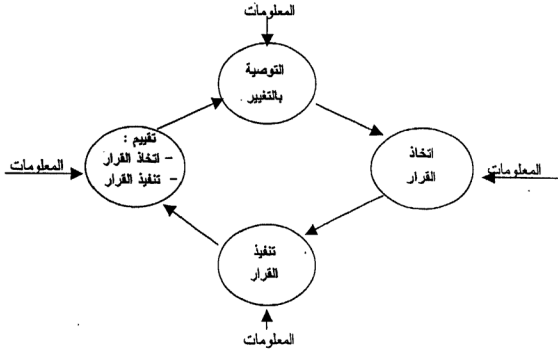 المعلومات
التوصية
بالتغيير
تقييم :
– اتخاذ القرار
– تنفيذ القرار
المعلومات
اتخاذ
القرار
المعلومات
تنفيذ
القرار
المعلومات